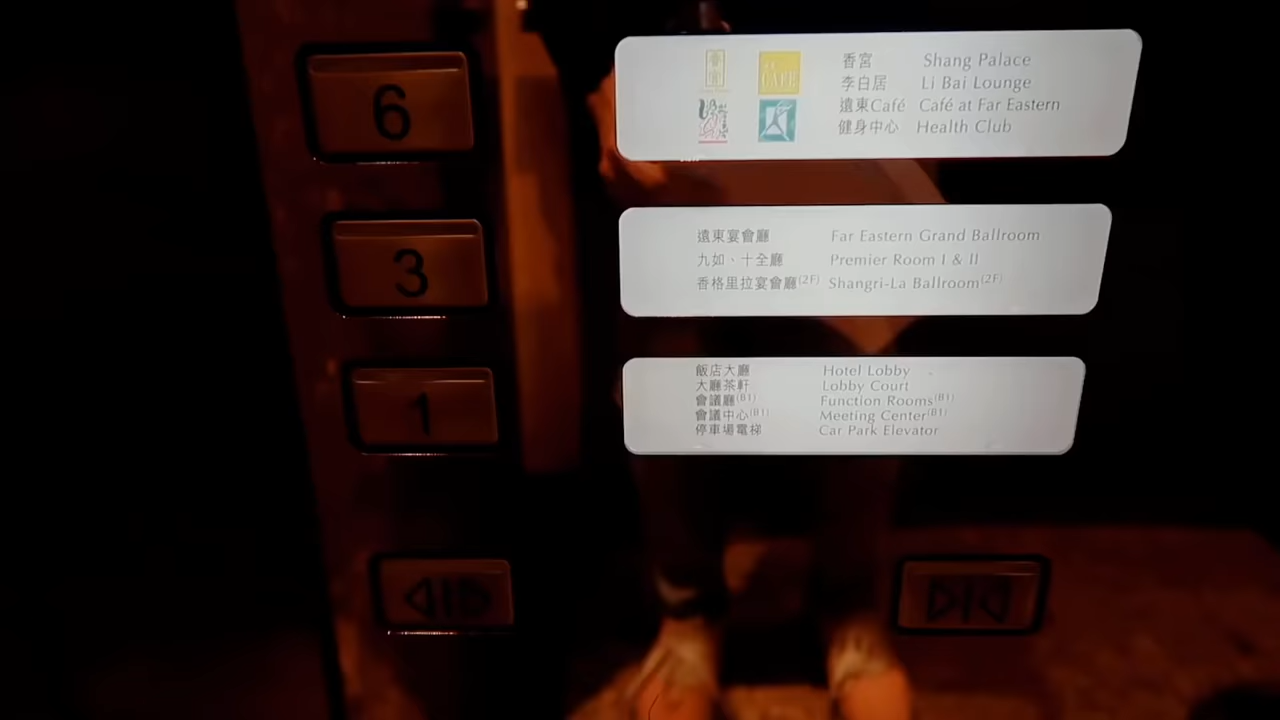 6
香宮 Shang Palace
李白居 Li Bai Lounge
遠東Café Café at Far Eastern
健身中心 Health Club
香宮
CAFÉ
3
遠東宴會廳 Far Eastern Grand Ballroom
九如、十全廳 Premier Room I & II
香格里拉宴會廳(2F) Shangri-La Ballroom(2F)
1
飯店大廳 Hotel Lobby
大廳茶軒 Lobby Court
會議廳(B1) Function Rooms(B1)
會議中心(B1) Meeting Center(B1)
停車場電梯 Car Park Elevator